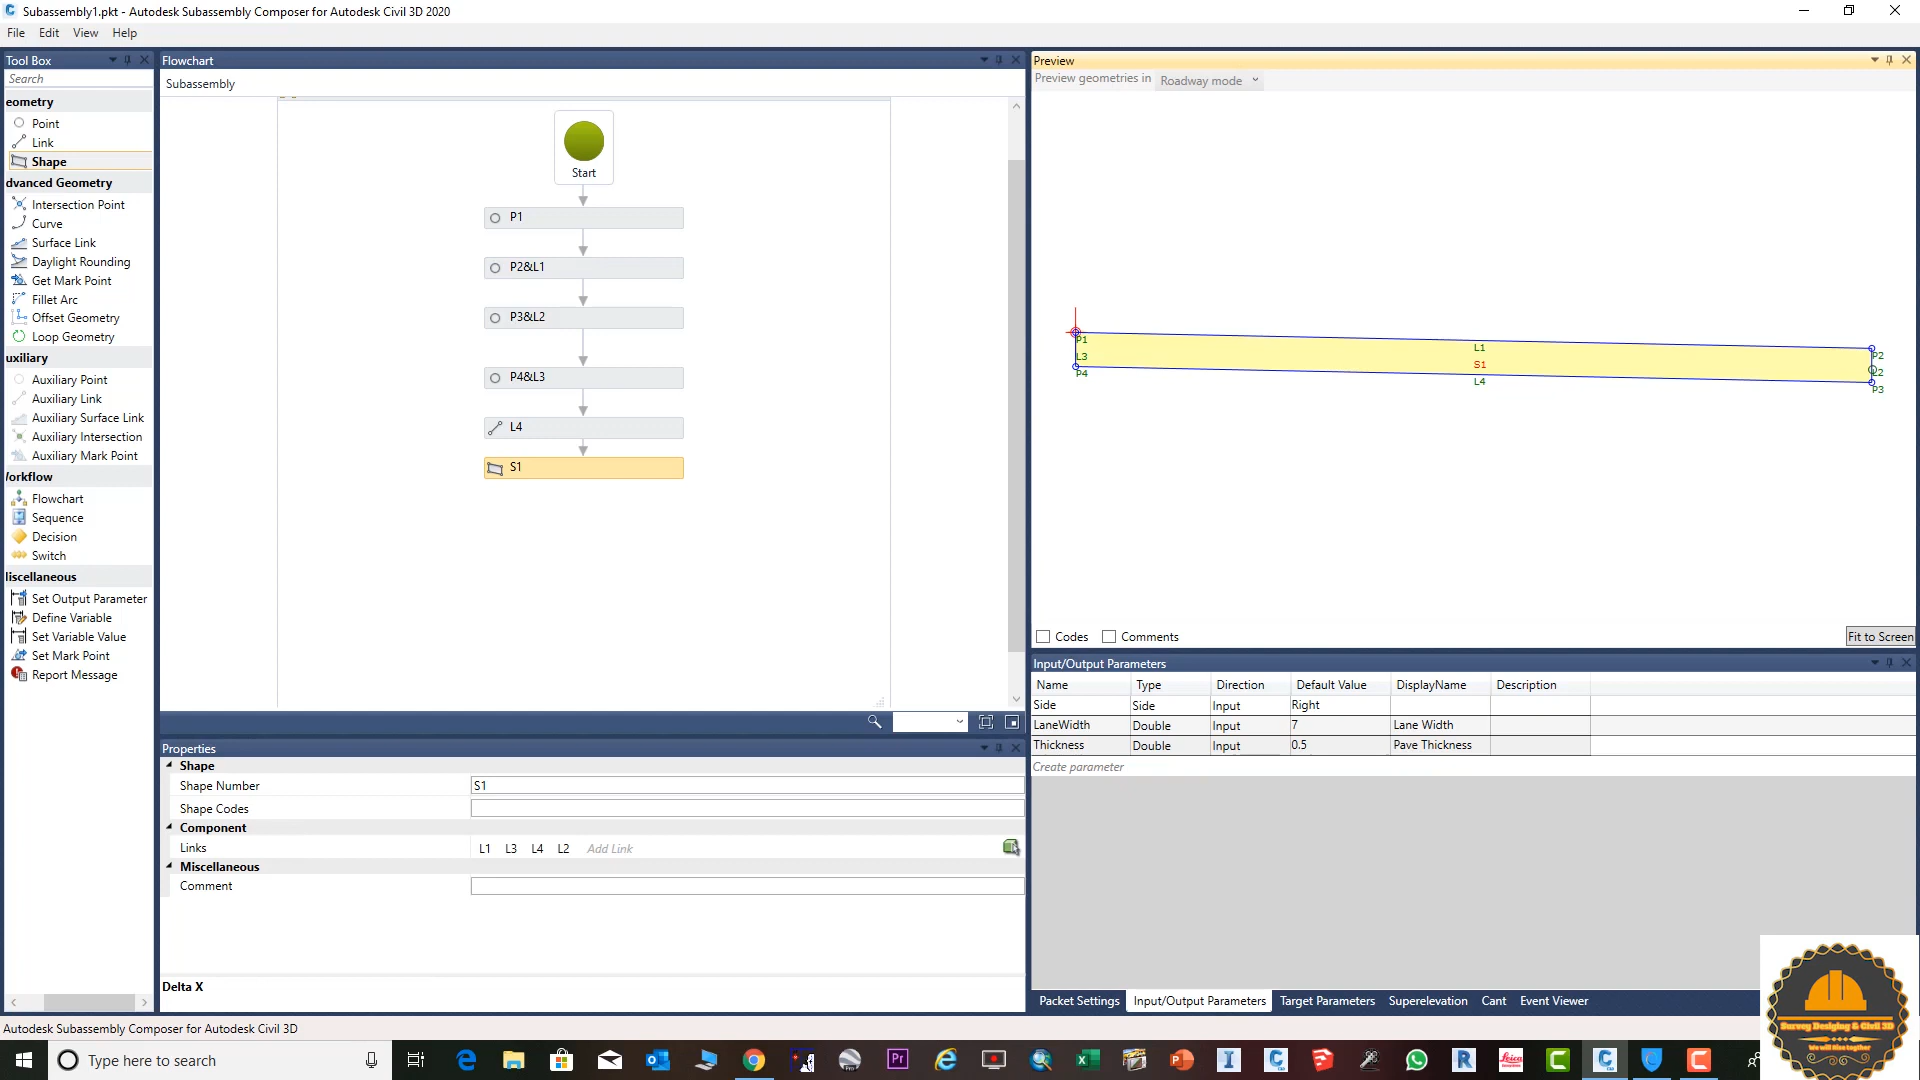 Subassembly1.pkt - Autodesk Subassembly Composer for Autodesk Civil 3D 2020
File Edit View Help
Tool Box
Search
eometry
Point
Link
Shape
dvanced Geometry
Intersection Point
Curve
Surface Link
Daylight Rounding
Get Mark Point
Fillet Arc
Offset Geometry
Loop Geometry
uxiliary
Auxiliary Point
Auxiliary Link
Auxiliary Surface Link
Auxiliary Intersection
Auxiliary Mark Point
orkflow
Flowchart
Sequence
Decision
Switch
liscellaneous
Set Output Parameter
Define Variable
Set Variable Value
Set Mark Point
Report Message
Flowchart
Subassembly
Start
P1
P2&L1
P3&L2
P4&L3
L4
S1
Properties
Shape
Shape Number S1
Shape Codes
Component
Links L1 L3 L4 L2 Add Link
Miscellaneous
Comment
Delta X
Preview
Preview geometries in Roadway mode
P1
L3
P4
L1
S1
L4
P2
L2
P3
Codes Comments Fit to Screen
Input/Output Parameters
Name Type Direction Default Value DisplayName Description
Side Side Input Right
LaneWidth Double Input 7 Lane Width
Thickness Double Input 0.5 Pave Thickness
Create parameter
Packet Settings Input/Output Parameters Target Parameters Superelevation Cant Event Viewer
Survey Desiging & Civil 3D
We will Rise together
Autodesk Subassembly Composer for Autodesk Civil 3D
Type here to search